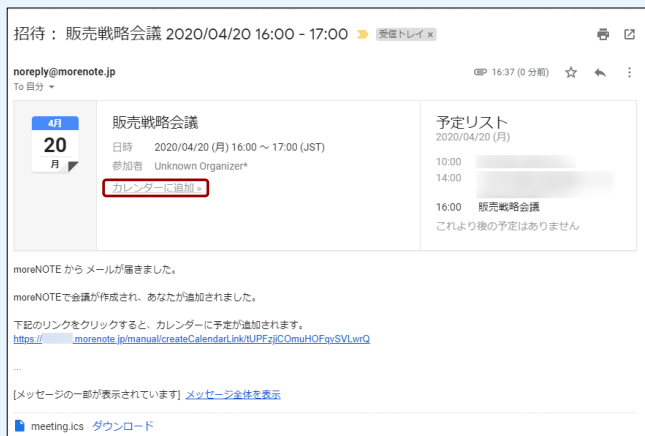 招待： 販売戦略会議 2020/04/20 16:00 - 17:00 受信トレイ ×
noreply@morenote.jp
16:37 (0 分前)
To 自分
4月
20
月
販売戦略会議
日時 2020/04/20 (月) 16:00 ～ 17:00 (JST)
参加者 Unknown Organizer*
カレンダーに追加 »
予定リスト
2020/04/20 (月)
10:00
14:00
16:00 販売戦略会議
これより後の予定はありません
moreNOTE から メールが届きました。
moreNOTEで会議が作成され、あなたが追加されました。
下記のリンクをクリックすると、カレンダーに予定が追加されます。
https:// .morenote.jp/manual/createCalendarLink/tUPFzjiCOmuHOFqvSVLwrQ
...
[メッセージの一部が表示されています] メッセージ全体を表示
meeting.ics ダウンロード